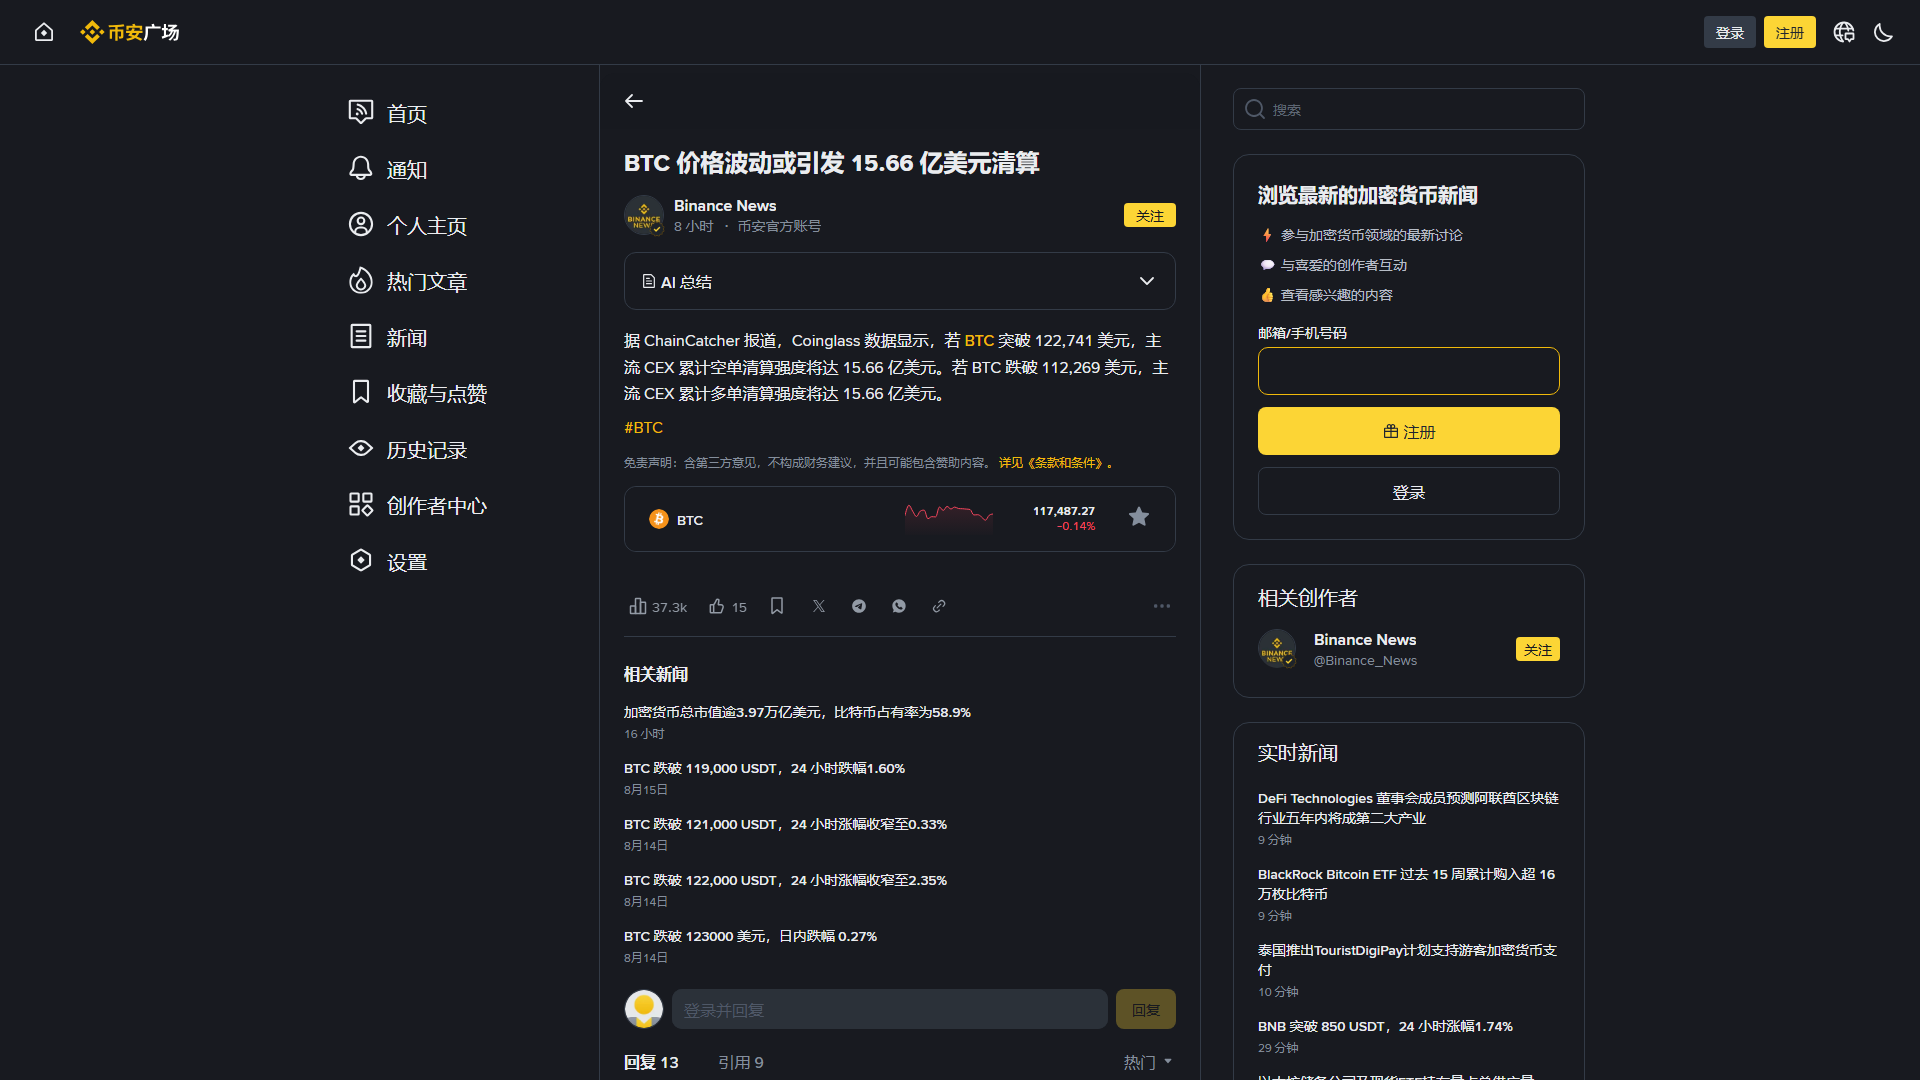 币安广场
登录
注册
首页
通知
个人主页
热门文章
新闻
收藏与点赞
历史记录
创作者中心
设置
BTC 价格波动或引发 15.66 亿美元清算
BINANCE
NEWS
Binance News
8 小时 · 币安官方账号
关注
AI 总结
据 ChainCatcher 报道，Coinglass 数据显示，若 BTC 突破 122,741 美元，主
流 CEX 累计空单清算强度将达 15.66 亿美元。若 BTC 跌破 112,269 美元，主
流 CEX 累计多单清算强度将达 15.66 亿美元。
#BTC
免责声明：含第三方意见，不构成财务建议，并且可能包含赞助内容。 详见《条款和条件》。
BTC
117,487.27
-0.14%
37.3k
15
相关新闻
加密货币总市值逾3.97万亿美元，比特币占有率为58.9%
16 小时
BTC 跌破 119,000 USDT，24 小时跌幅1.60%
8月15日
BTC 跌破 121,000 USDT，24 小时涨幅收窄至0.33%
8月14日
BTC 跌破 122,000 USDT，24 小时涨幅收窄至2.35%
8月14日
BTC 跌破 123000 美元，日内跌幅 0.27%
8月14日
登录并回复
回复
回复 13
引用 9
热门
搜索
浏览最新的加密货币新闻
参与加密货币领域的最新讨论
与喜爱的创作者互动
查看感兴趣的内容
邮箱/手机号码
注册
登录
相关创作者
BINANCE
NEWS
Binance News
@Binance_News
关注
实时新闻
DeFi Technologies 董事会成员预测阿联酋区块链
行业五年内将成第二大产业
9 分钟
BlackRock Bitcoin ETF 过去 15 周累计购入超 16
万枚比特币
9 分钟
泰国推出TouristDigiPay计划支持游客加密货币支
付
10 分钟
BNB 突破 850 USDT，24 小时涨幅1.74%
29 分钟